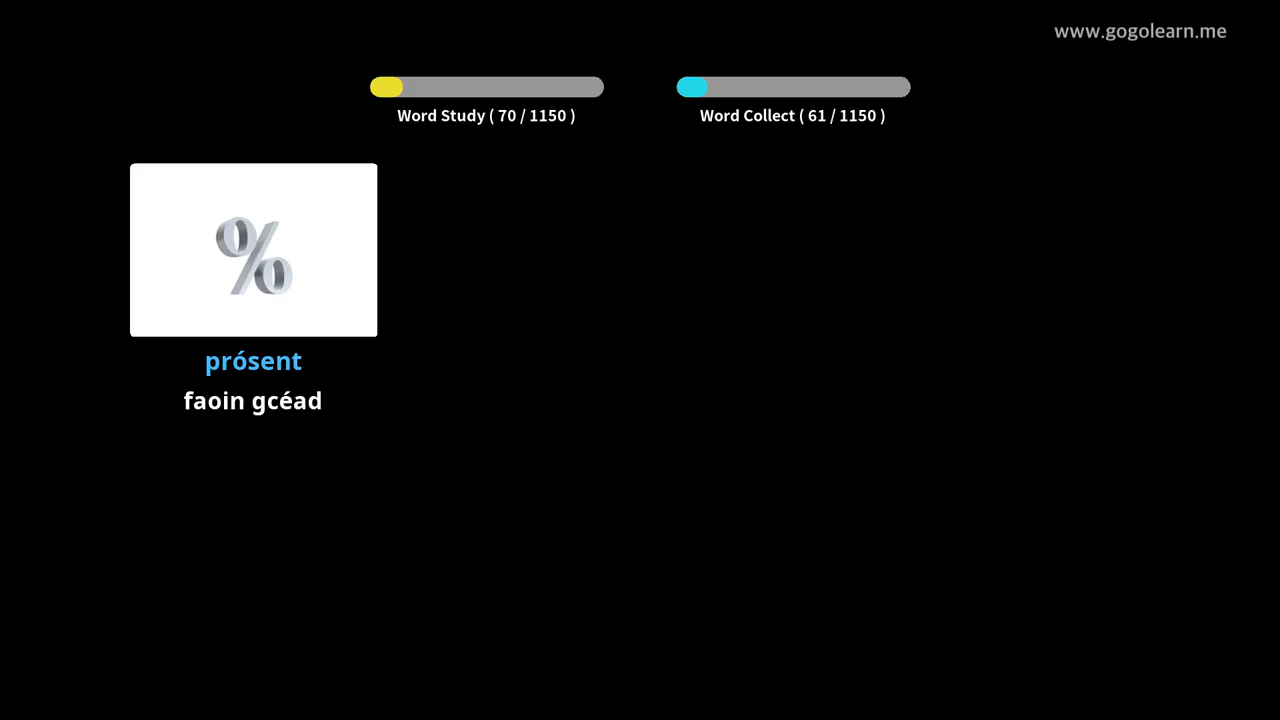 www.gogolearn.me
Word Study ( 70 / 1150 )
Word Collect ( 61 / 1150 )
%
prósent
faoin gcéad